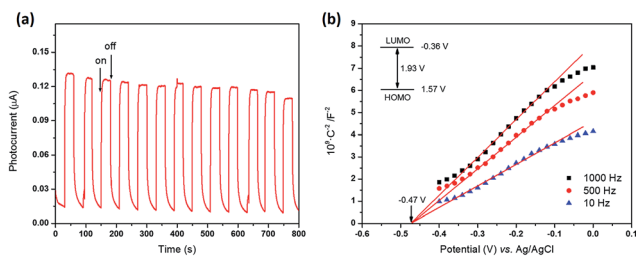 (a)
0.15
0.12
0.09
0.06
0.03
0.00
Photocurrent (μA)
on
off
0 100 200 300 400 500 600 700 800
Time (s)
(b)
9
8
7
6
5
4
3
2
1
0
10⁹·C⁻² /F⁻²
LUMO
-0.36 V
1.93 V
1.57 V
HOMO
-0.47 V
1000 Hz
500 Hz
10 Hz
-0.6 -0.5 -0.4 -0.3 -0.2 -0.1 0.0 0.1
Potential (V) vs. Ag/AgCl